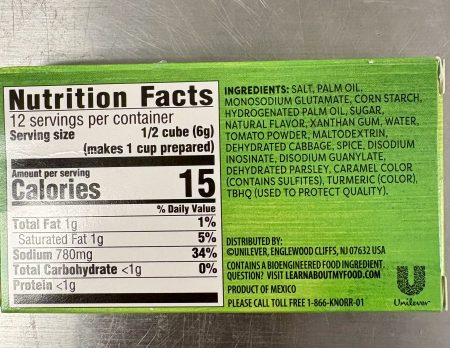 Nutrition Facts
12 servings per container
Serving size 1/2 cube (6g)
(makes 1 cup prepared)
Amount per serving
Calories 15
% Daily Value
Total Fat 1g 1%
Saturated Fat 1g 5%
Sodium 780mg 34%
Total Carbohydrate <1g 0%
Protein <1g
INGREDIENTS: SALT, PALM OIL,
MONOSODIUM GLUTAMATE, CORN STARCH,
HYDROGENATED PALM OIL, SUGAR,
NATURAL FLAVOR, XANTHAN GUM, WATER,
TOMATO POWDER, MALTODEXTRIN,
DEHYDRATED CABBAGE, SPICE, DISODIUM
INOSINATE, DISODIUM GUANYLATE,
DEHYDRATED PARSLEY, CARAMEL COLOR
(CONTAINS SULFITES), TURMERIC (COLOR),
TBHQ (USED TO PROTECT QUALITY).
DISTRIBUTED BY:
©UNILEVER, ENGLEWOOD CLIFFS, NJ 07632 USA
CONTAINS A BIOENGINEERED FOOD INGREDIENT.
QUESTION? VISIT LEARNABOUTMYFOOD.COM
PRODUCT OF MEXICO
PLEASE CALL TOLL FREE 1-866-KNORR-01
Unilever